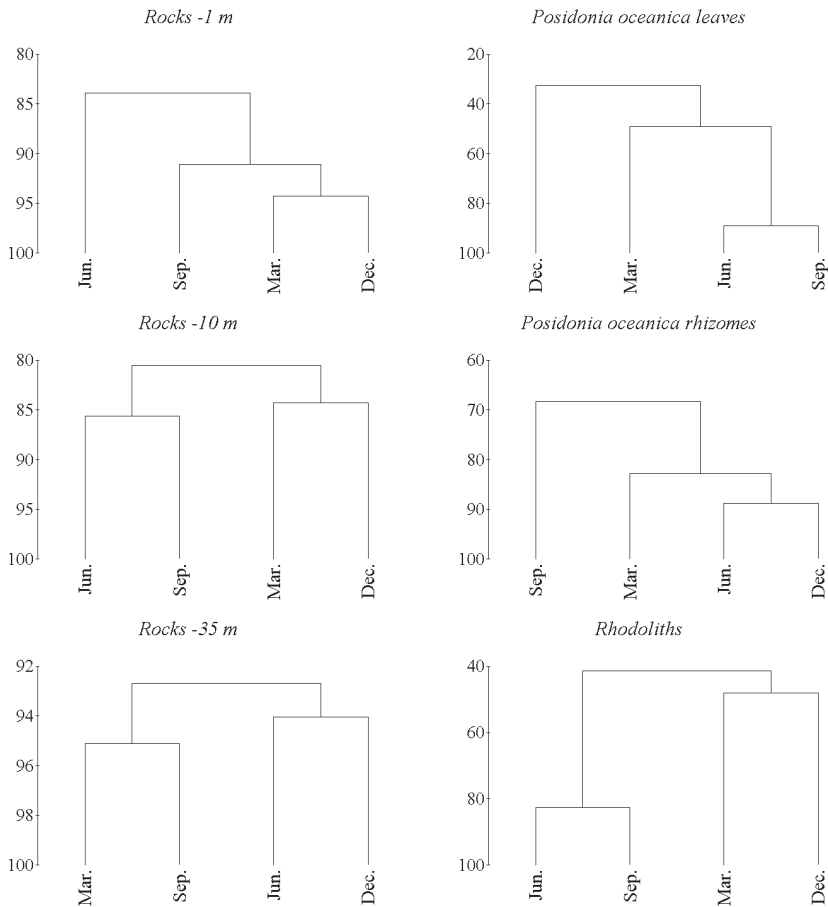 Rocks -1 m
80
85
90
95
100
Jun.
Sep.
Mar.
Dec.
Posidonia oceanica leaves
20
40
60
80
100
Dec.
Mar.
Jun.
Sep.
Rocks -10 m
80
85
90
95
100
Jun.
Sep.
Mar.
Dec.
Posidonia oceanica rhizomes
60
70
80
90
100
Sep.
Mar.
Jun.
Dec.
Rocks -35 m
92
94
96
98
100
Mar.
Sep.
Jun.
Dec.
Rhodoliths
40
60
80
100
Jun.
Sep.
Mar.
Dec.